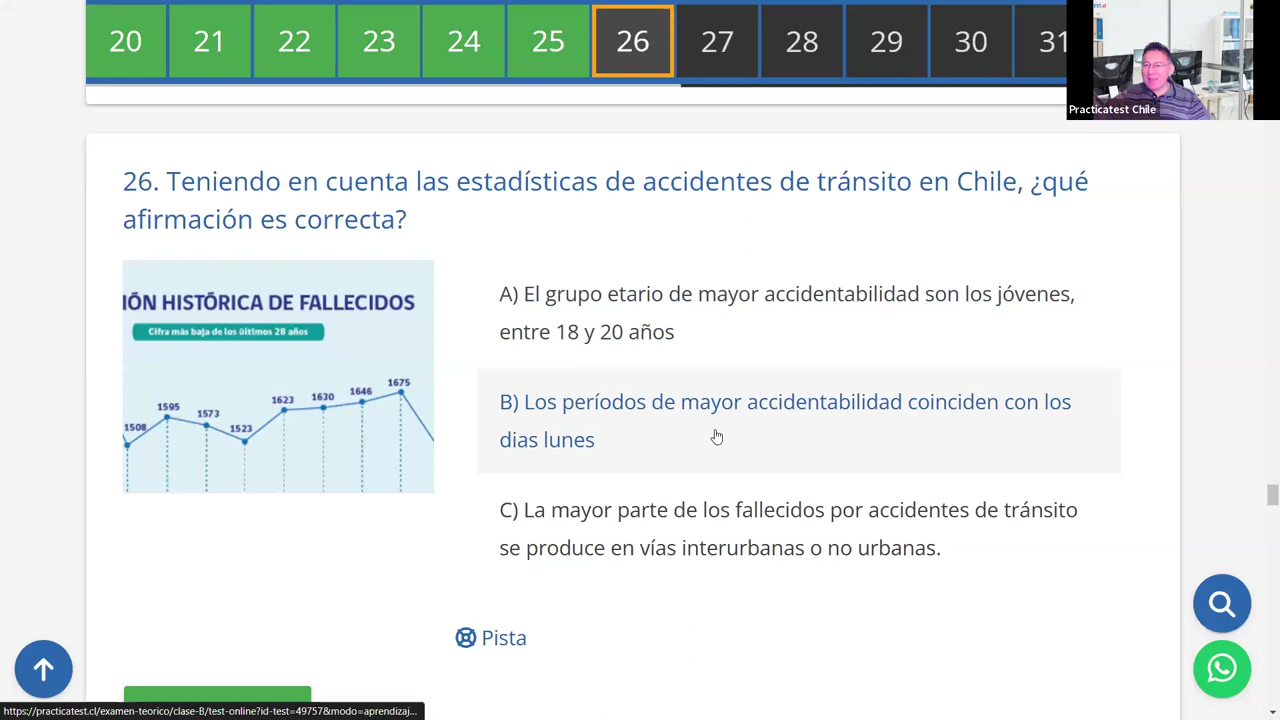 20 21 22 23 24 25 26 27 28 29 30 31
Practicatest Chile
26. Teniendo en cuenta las estadísticas de accidentes de tránsito en Chile, ¿qué
afirmación es correcta?
IÓN HISTÓRICA DE FALLECIDOS
Cifra más baja de los últimos 28 años
1508 1595 1573 1523 1623 1630 1646 1675
A) El grupo etario de mayor accidentabilidad son los jóvenes,
entre 18 y 20 años
B) Los períodos de mayor accidentabilidad coinciden con los
dias lunes
C) La mayor parte de los fallecidos por accidentes de tránsito
se produce en vías interurbanas o no urbanas.
Pista
https://practicatest.cl/examen-teorico/clase-B/test-online?id-test=49757&modo=aprendizaj...